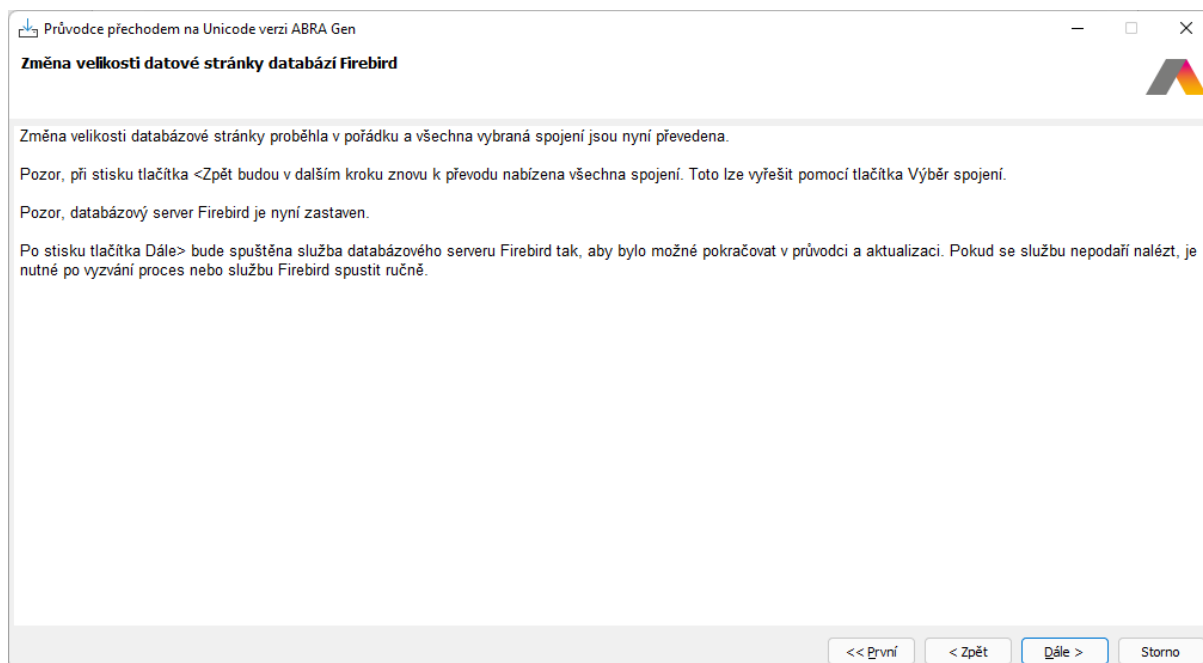 Průvodce přechodem na Unicode verzi ABRA Gen
Změna velikosti datové stránky databází Firebird
Změna velikosti databázové stránky proběhla v pořádku a všechna vybraná spojení jsou nyní převedena.
Pozor, při stisku tlačítka <Zpět budou v dalším kroku znovu k převodu nabízena všechna spojení. Toto lze vyřešit pomocí tlačítka Výběr spojení.
Pozor, databázový server Firebird je nyní zastaven.
Po stisku tlačítka Dále> bude spuštěna služba databázového serveru Firebird tak, aby bylo možné pokračovat v průvodci a aktualizaci. Pokud se službu nepodaří nalézt, je
nutné po vyzvání proces nebo službu Firebird spustit ručně.
<< První < Zpět Dále > Storno